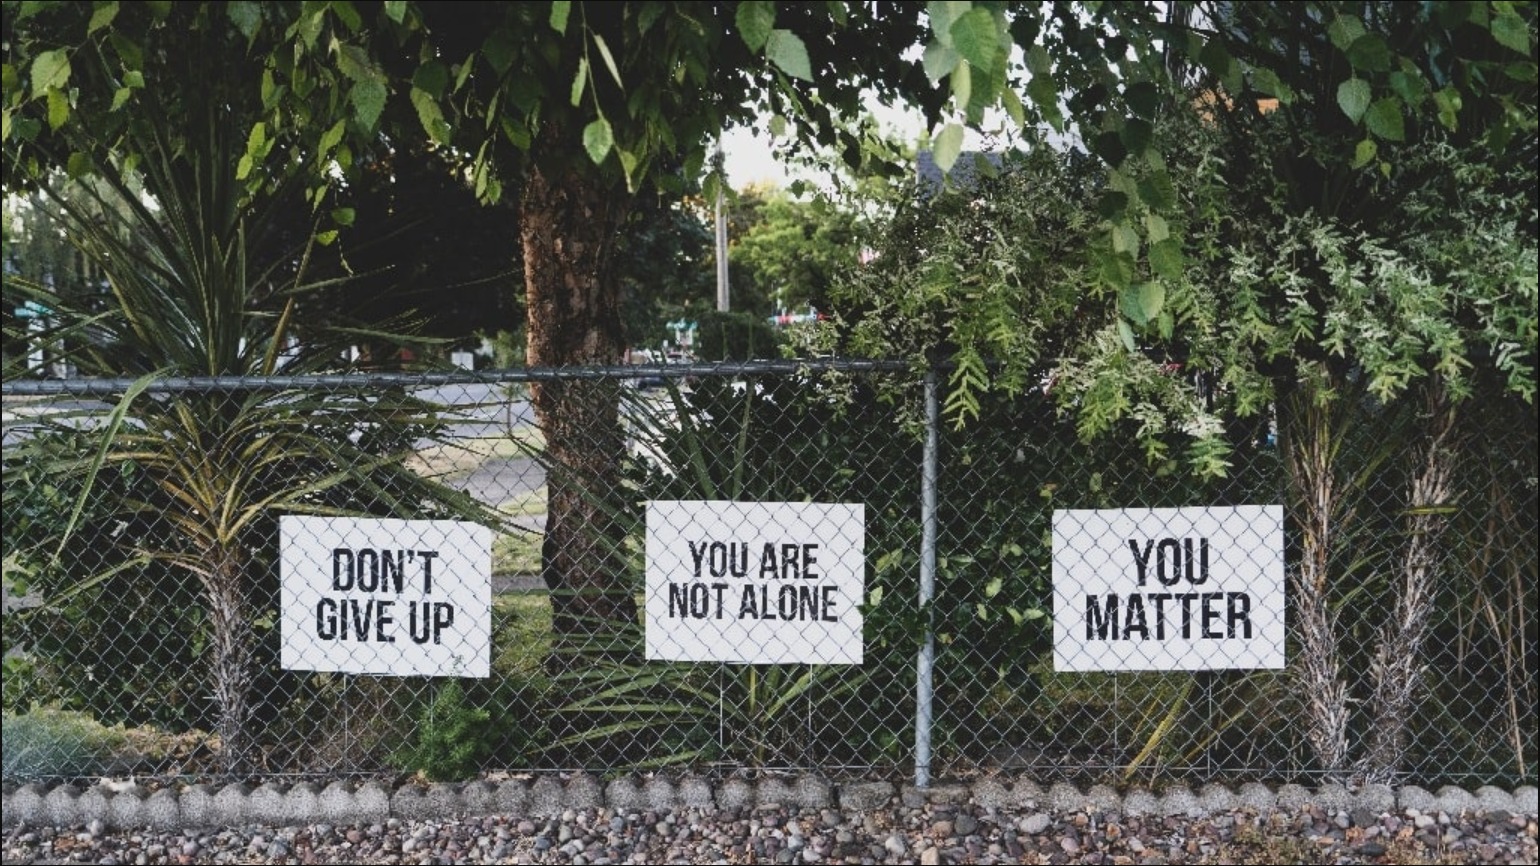 DON'T
GIVE UP
YOU ARE
NOT ALONE
YOU
MATTER